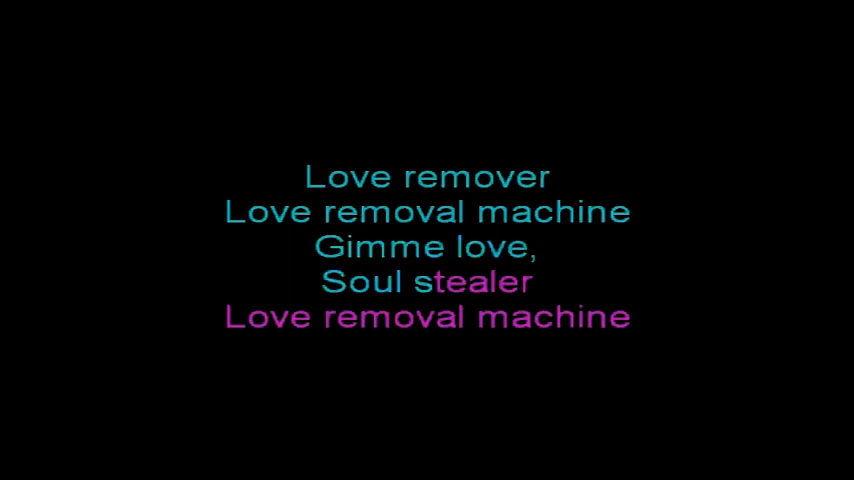 Love remover
Love removal machine
Gimme love,
Soul stealer
Love removal machine